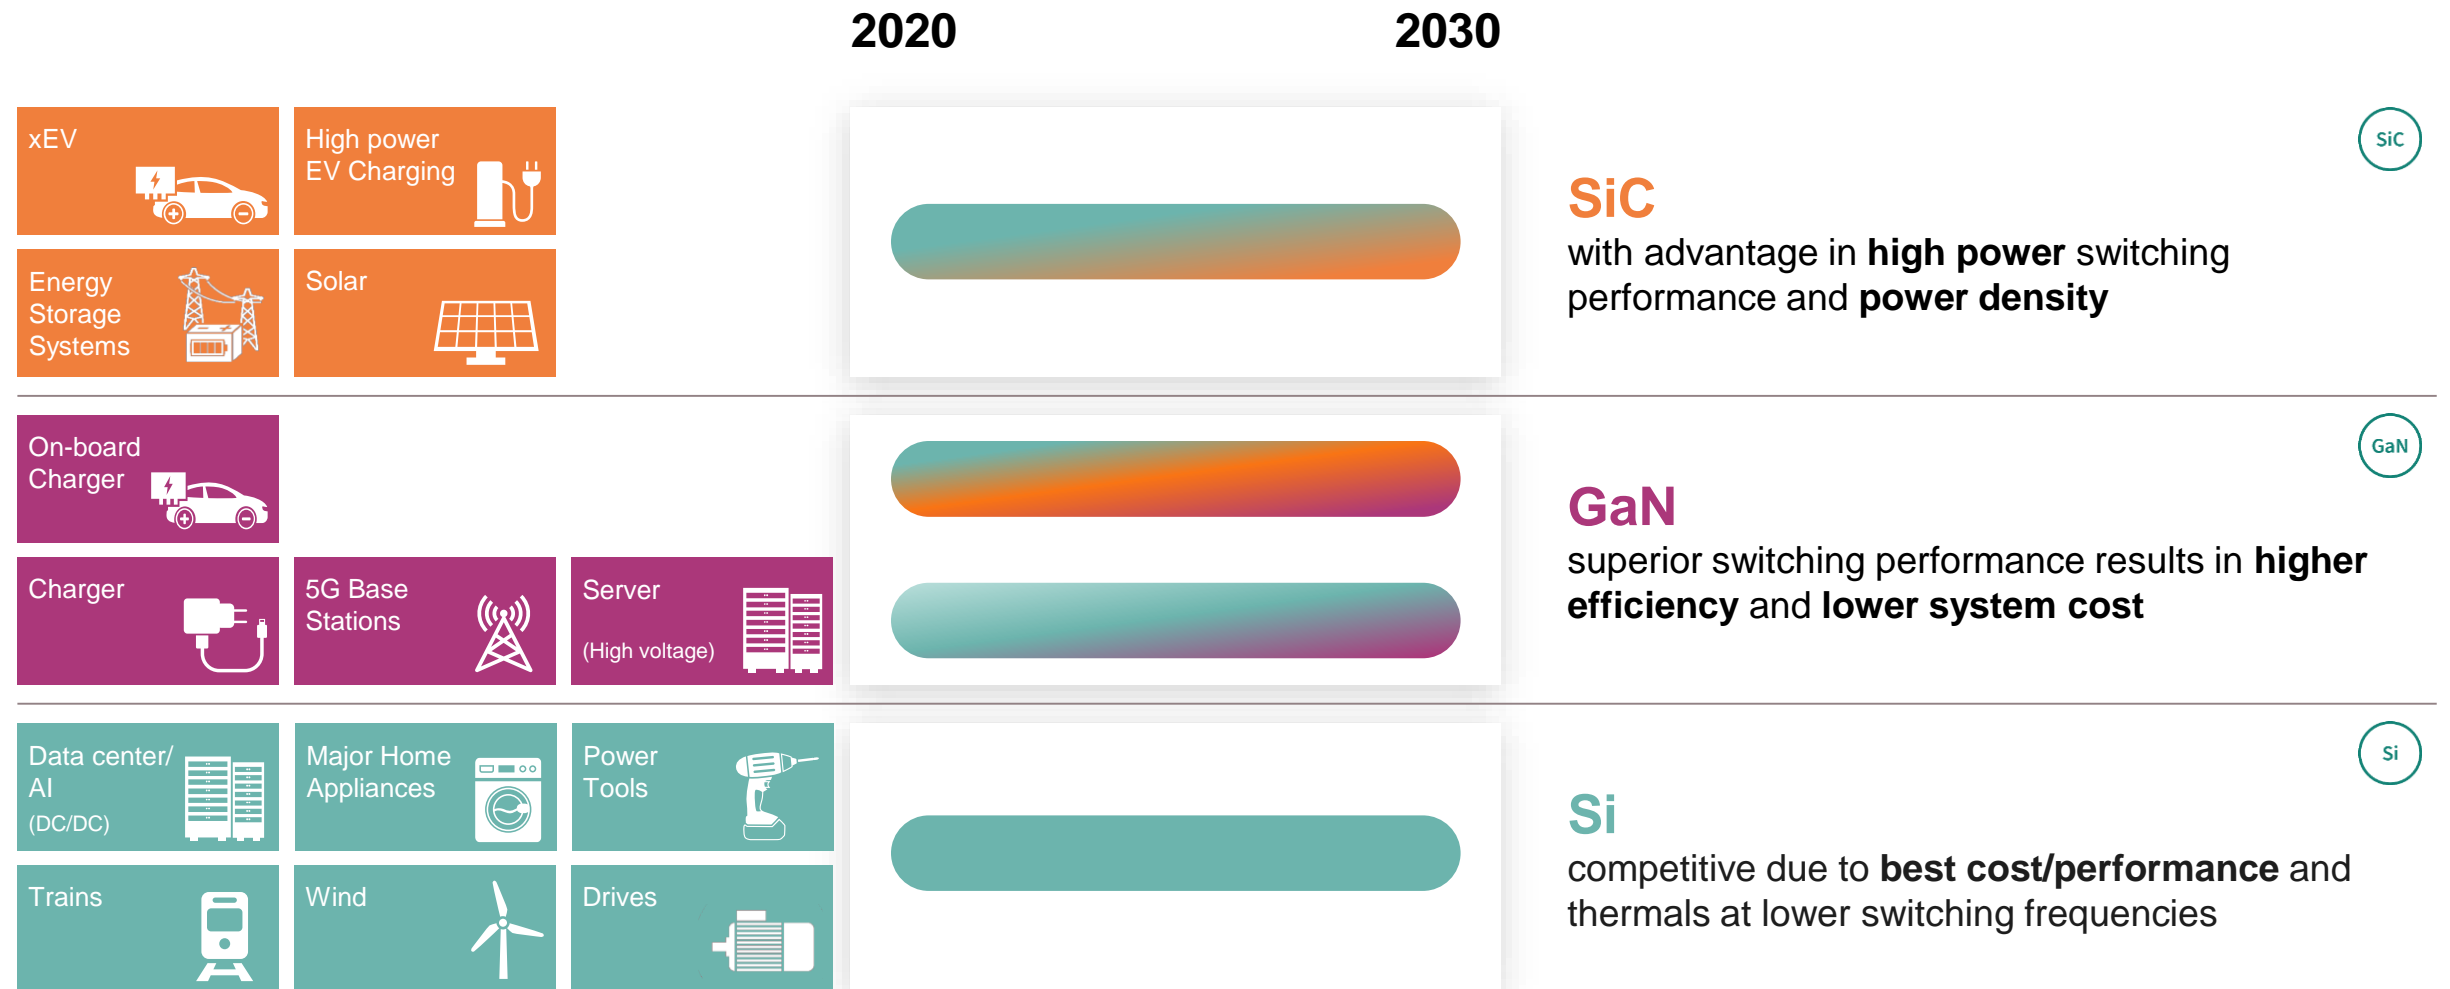 2020
2030
xEV
High power
EV Charging
Energy
Storage
Systems
Solar
SiC
SiC
with advantage in high power switching
performance and power density
On-board
Charger
Charger
5G Base
Stations
Server
(High voltage)
GaN
GaN
superior switching performance results in higher
efficiency and lower system cost
Data center/
AI
(DC/DC)
Major Home
Appliances
Power
Tools
Trains
Wind
Drives
Si
Si
competitive due to best cost/performance and
thermals at lower switching frequencies